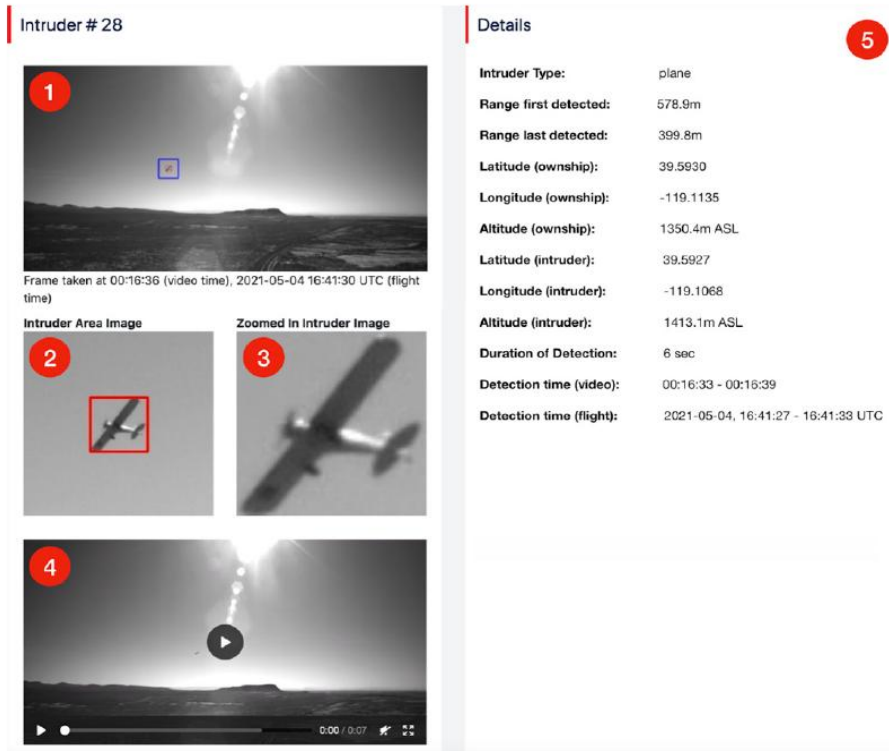 Intruder # 28
1
Frame taken at 00:16:36 (video time), 2021-05-04 16:41:30 UTC (flight
time)
Intruder Area Image
Zoomed In Intruder Image
2
3
4
0:00 / 0:07
Details
5
Intruder Type: plane
Range first detected: 578.9m
Range last detected: 399.8m
Latitude (ownship): 39.5930
Longitude (ownship): -119.1135
Altitude (ownship): 1350.4m ASL
Latitude (intruder): 39.5927
Longitude (intruder): -119.1068
Altitude (intruder): 1413.1m ASL
Duration of Detection: 6 sec
Detection time (video): 00:16:33 - 00:16:39
Detection time (flight): 2021-05-04, 16:41:27 - 16:41:33 UTC